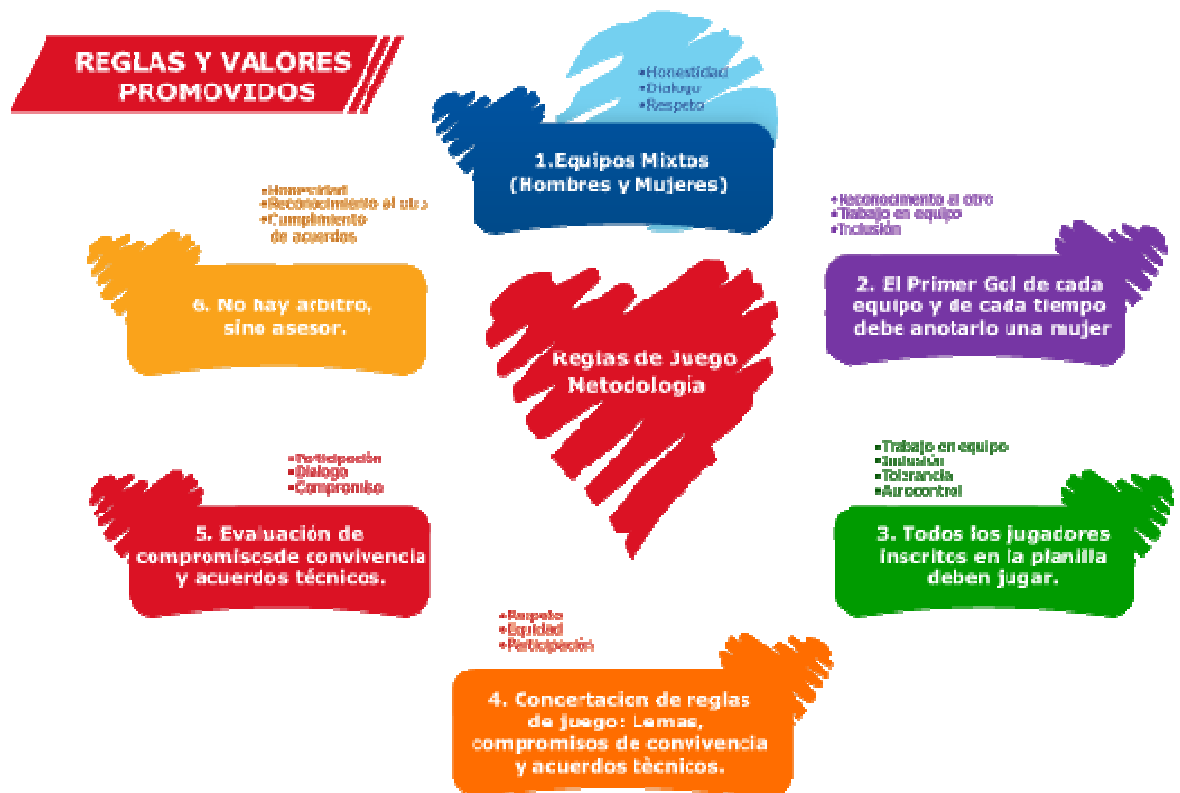 REGLAS Y VALORES
PROMOVIDOS
•Honestidad
•Dialogo
•Respeto
1.Equipos Mixtos
(Hombres y Mujeres)
•Reconocimento al otro
•Trabajo en equipo
•Inclusión
2. El Primer Gol de cada
equipo y de cada tiempo
debe anotarlo una mujer
•Trabajo en equipo
•Inclusión
•Tolerancia
•Autocontrol
3. Todos los jugadores
inscritos en la planilla
deben jugar.
•Respeto
•Equidad
•Participación
4. Concertacion de reglas
de juego: Lemas,
compromisos de convivencia
y acuerdos tècnicos.
•Participación
•Dialogo
•Compromiso
5. Evaluación de
compromisosde convivencia
y acuerdos técnicos.
•Honestidad
•Reconocimiento al otro
•Cumplimiento
de acuerdos
6. No hay arbitro,
sino asesor.
Reglas de Juego
Metodología